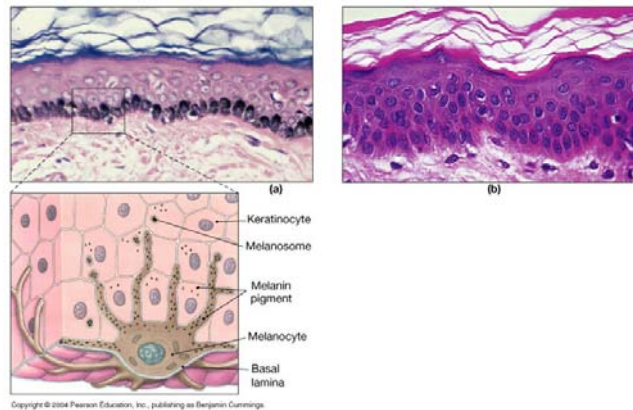 (a)
(b)
Keratinocyte
Melanosome
Melanin
pigment
Melanocyte
Basal
lamina
Copyright © 2004 Pearson Education, Inc., publishing as Benjamin Cummings.